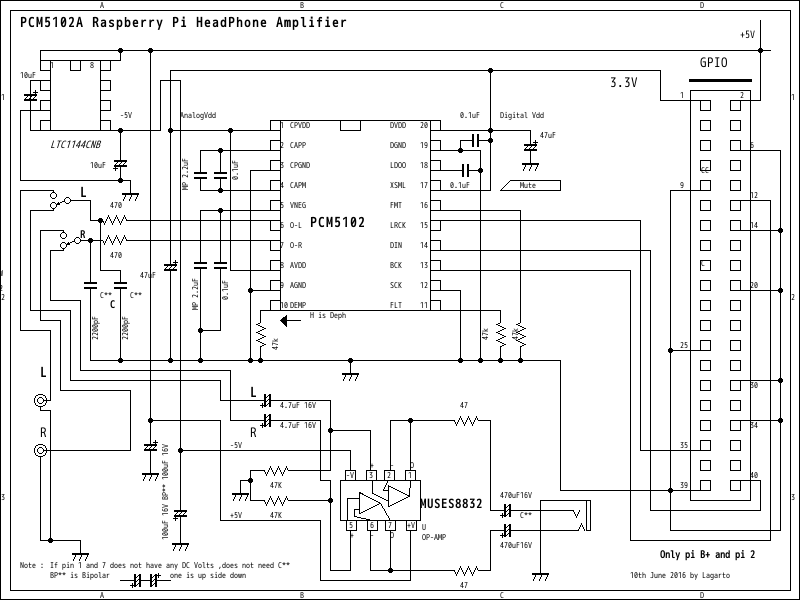 A B C D
PCM5102A Raspberry Pi HeadPhone Amplifier
+5V
GPIO
3.3V
1 8
10uF
-5V
LTC1144CNB
10uF
AnalogVdd
0.1uF
Digital Vdd
47uF
0.1uF
Mute
MP 2.2uF
0.1uF
1 CPVDD DVDD 20
2 CAPP DGND 19
3 CPGND LDOO 18
4 CAPM XSML 17
5 VNEG FMT 16
6 O-L LRCK 15
7 O-R DIN 14
8 AVDD BCK 13
9 AGND SCK 12
10 DEMP FLT 11
PCM5102
1 2
6
9
12
14
20
25
30
34
35
39 40
1 1
2 2
3 3
L
470
R
470
47uF
C** C**
C
2200pF
2200pF
MP 2.2uF
0.1uF
H is Deph
47k
47k
47k
L
R
L
4.7uF 16V
4.7uF 16V
R
47
-5V
100uF 16V
BP**
100uF 16V
47K
47K
+5V
+ -
-V 3 2 1
MUSES8832
5 6 7 +V
+ -
U
OP-AMP
470uF16V
C**
470uF16V
47
Only pi B+ and pi 2
Note : If pin 1 and 7 does not have any DC Volts ,does not need C**
BP** is Bipolar one is up side down
10th June 2016 by Lagarto
A B C D